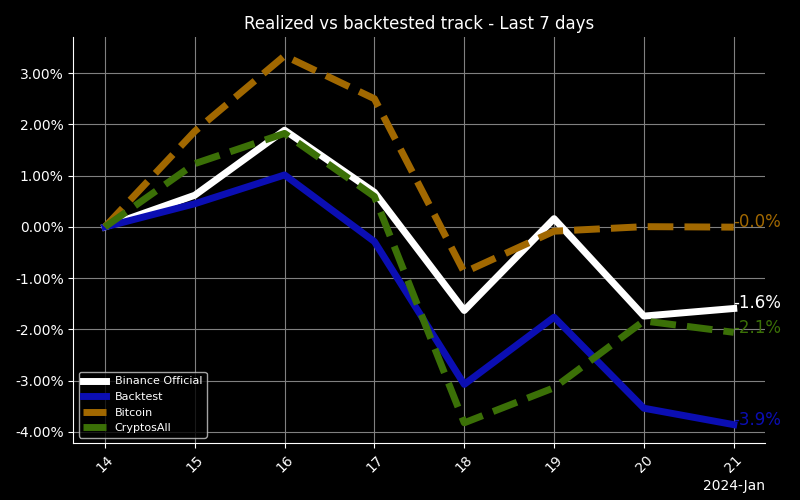 Realized vs backtested track - Last 7 days
3.00%
2.00%
1.00%
0.00%
-1.00%
-2.00%
-3.00%
-4.00%
-0.0%
-1.6%
-2.1%
-3.9%
Binance Official
Backtest
Bitcoin
CryptosAll
14 15 16 17 18 19 20 21
2024-Jan